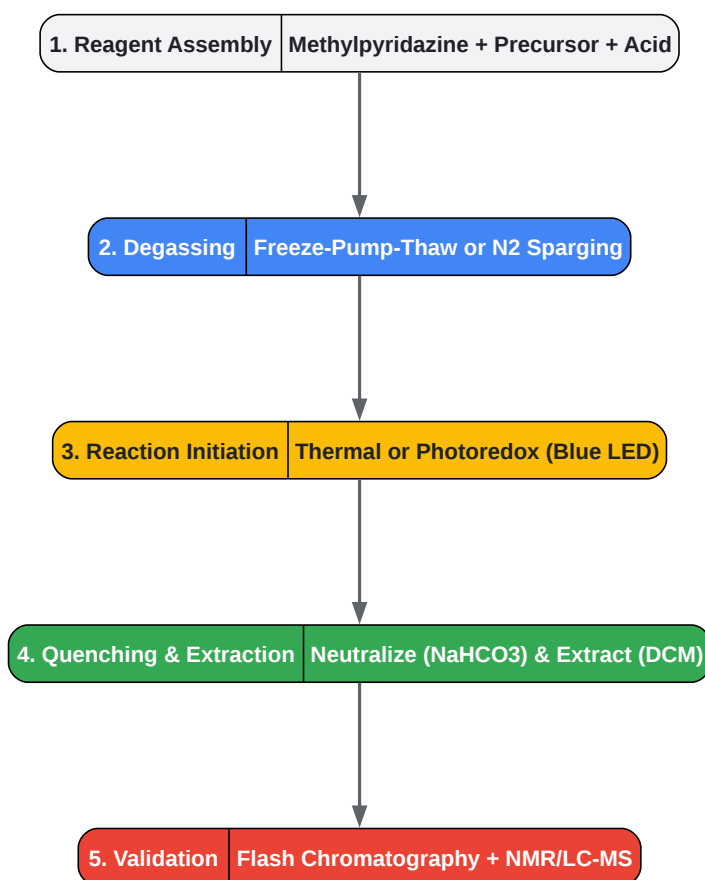 1. Reagent Assembly Methylpyridazine + Precursor + Acid
2. Degassing Freeze-Pump-Thaw or N2 Sparging
3. Reaction Initiation Thermal or Photoredox (Blue LED)
4. Quenching & Extraction Neutralize (NaHCO3) & Extract (DCM)
5. Validation Flash Chromatography + NMR/LC-MS